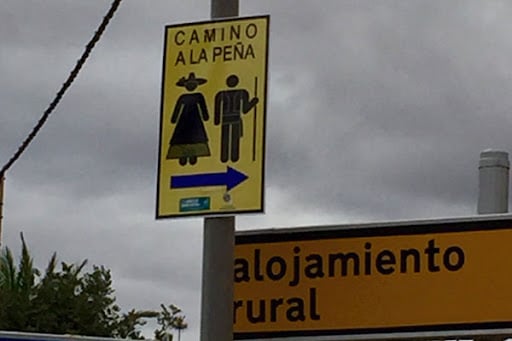 CAMINO
A LA PEÑA
alojamiento
rural